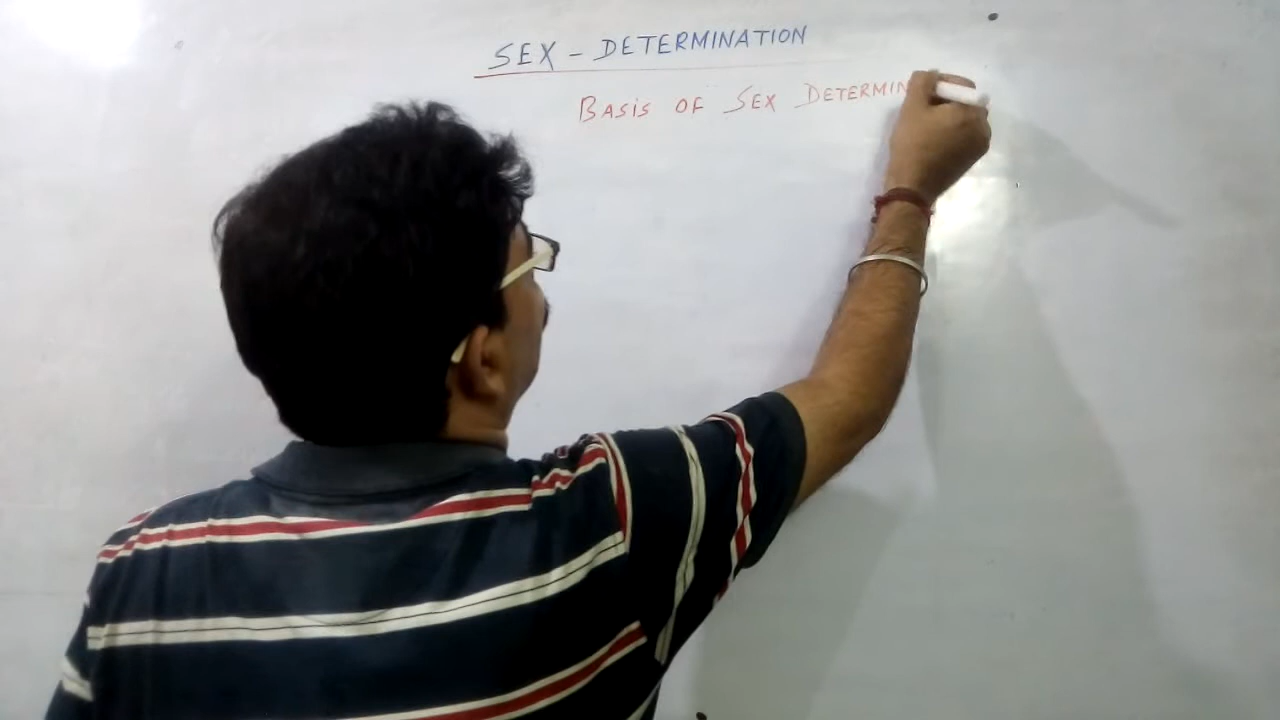 SEX - DETERMINATION
BASIS OF SEX DETERMIN